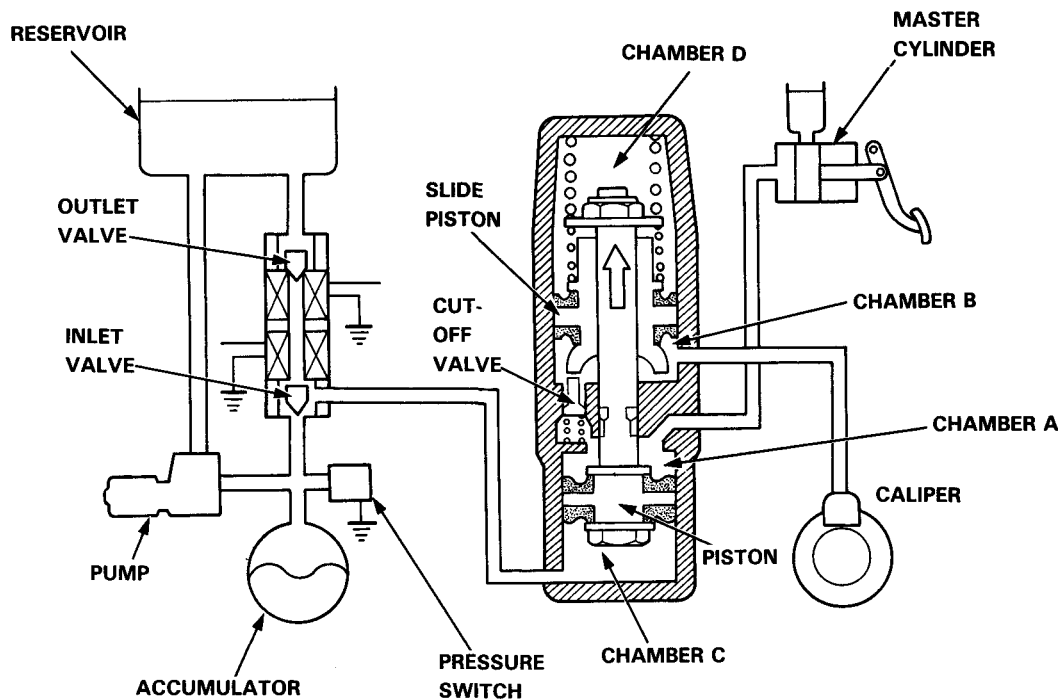 RESERVOIR
CHAMBER D
MASTER
CYLINDER
OUTLET
VALVE
SLIDE
PISTON
INLET
VALVE
CUT-
OFF
VALVE
CHAMBER B
CHAMBER A
CALIPER
PUMP
PISTON
ACCUMULATOR
PRESSURE
SWITCH
CHAMBER C